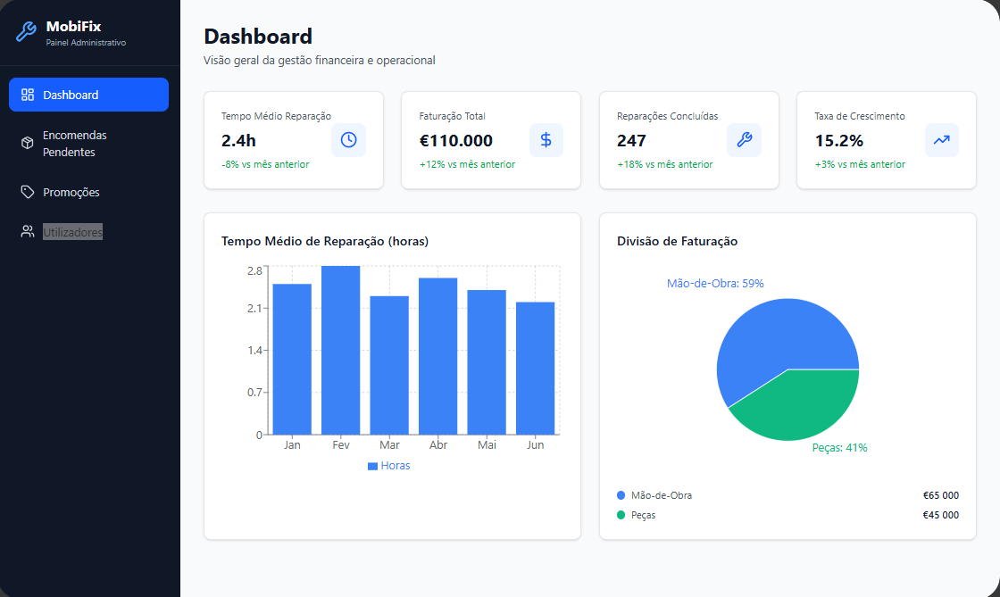 MobiFix
Painel Administrativo
Dashboard
Encomendas
Pendentes
Promoções
Utilizadores
Dashboard
Visão geral da gestão financeira e operacional
Tempo Médio Reparação
2.4h
-8% vs mês anterior
Faturação Total
€110.000
+12% vs mês anterior
Reparações Concluídas
247
+18% vs mês anterior
Taxa de Crescimento
15.2%
+3% vs mês anterior
Tempo Médio de Reparação (horas)
2.8
2.1
1.4
0.7
0
Jan Fev Mar Abr Mai Jun
Horas
Divisão de Faturação
Mão-de-Obra: 59%
Peças: 41%
Mão-de-Obra €65 000
Peças €45 000